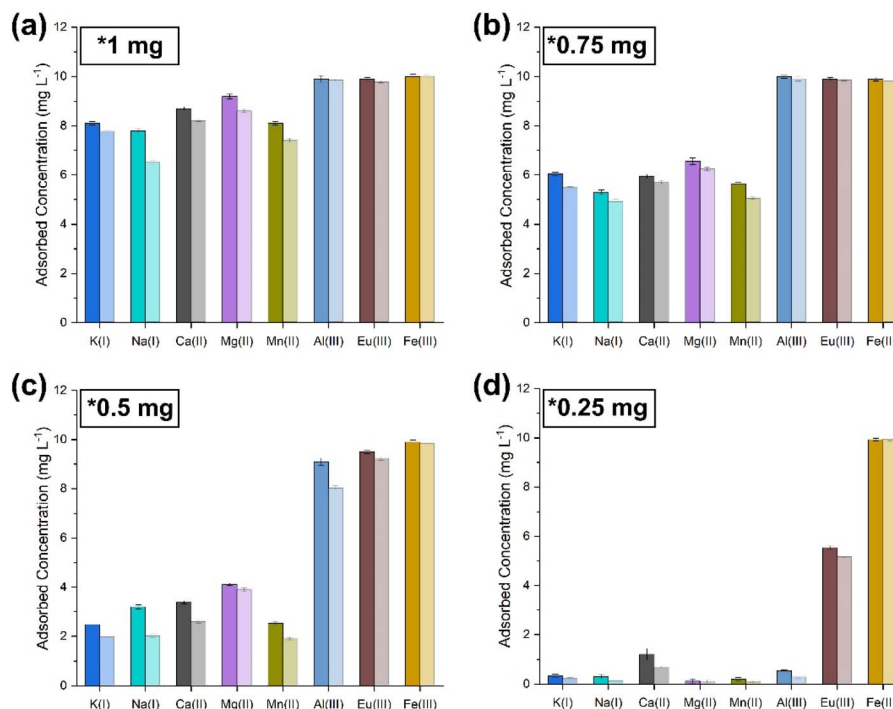 (a)
*1 mg
Adsorbed Concentration (mg L-1)
12
10
8
6
4
2
0
K(I) Na(I) Ca(II) Mg(II) Mn(II) Al(III) Eu(III) Fe(III)
(b)
*0.75 mg
Adsorbed Concentration (mg L-1)
12
10
8
6
4
2
0
K(I) Na(I) Ca(II) Mg(II) Mn(II) Al(III) Eu(III) Fe(II
(c)
*0.5 mg
Adsorbed Concentration (mg L-1)
12
10
8
6
4
2
0
K(I) Na(I) Ca(II) Mg(II) Mn(II) Al(III) Eu(III) Fe(III)
(d)
*0.25 mg
Adsorbed Concentration (mg L-1)
12
10
8
6
4
2
0
K(I) Na(I) Ca(II) Mg(II) Mn(II) Al(III) Eu(III) Fe(II